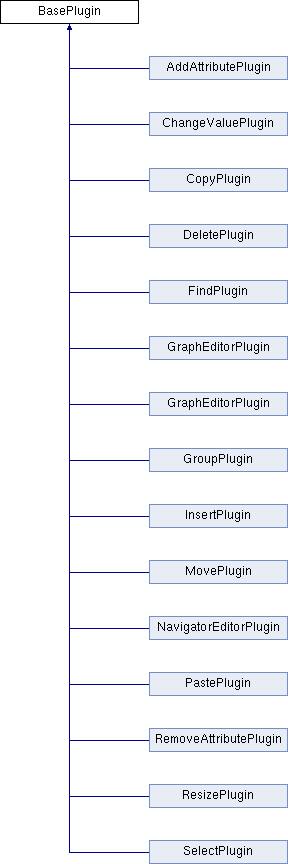 BasePlugin
AddAttributePlugin
ChangeValuePlugin
CopyPlugin
DeletePlugin
FindPlugin
GraphEditorPlugin
GraphEditorPlugin
GroupPlugin
InsertPlugin
MovePlugin
NavigatorEditorPlugin
PastePlugin
RemoveAttributePlugin
ResizePlugin
SelectPlugin